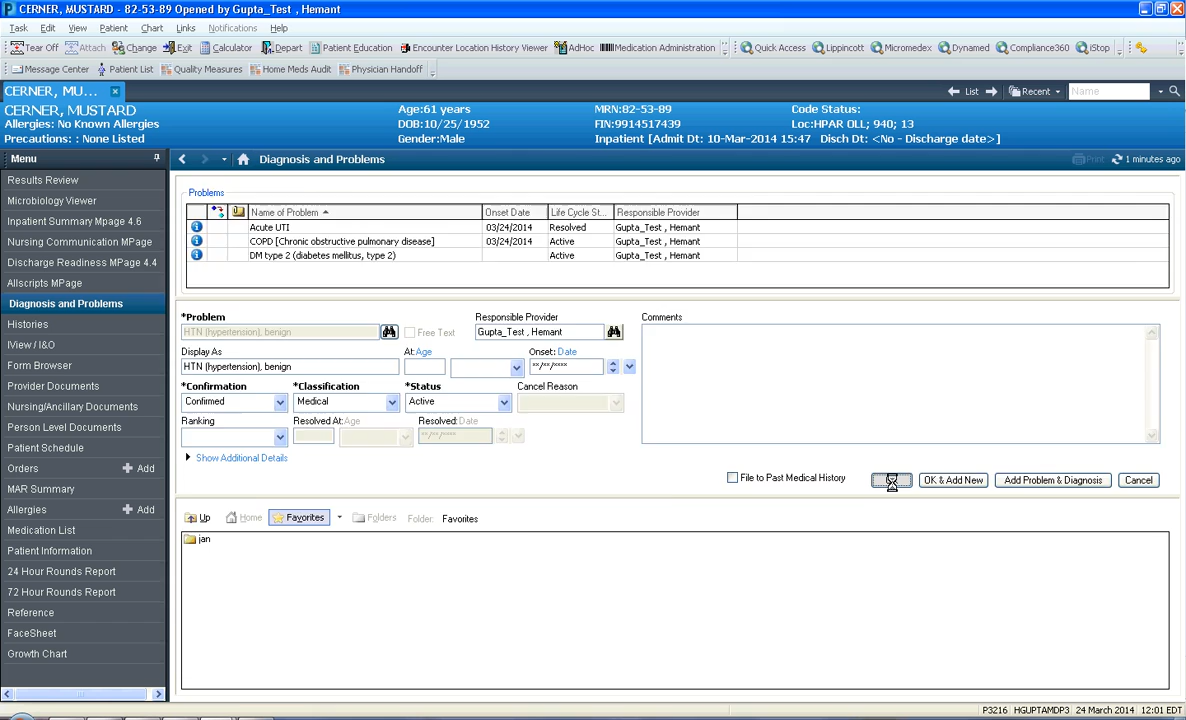 CERNER, MUSTARD - 82-53-89 Opened by Gupta_Test , Hemant
Task Edit View Patient Chart Links Notifications Help
Tear Off Attach Change Exit Calculator Depart Patient Education Encounter Location History Viewer AdHoc Medication Administration Quick Access Lippincott Micromedex Dynamed Compliance360 iStop
Message Center Patient List Quality Measures Home Meds Audit Physician Handoff
CERNER, MU... List Recent Name
CERNER, MUSTARD Age:61 years MRN:82-53-89 Code Status:
Allergies: No Known Allergies DOB:10/25/1952 FIN:9914517439 Loc:HPAR OLL; 940; 13
Precautions: : None Listed Gender:Male Inpatient [Admit Dt: 10-Mar-2014 15:47 Disch Dt: <No - Discharge date>]
Menu
Results Review
Microbiology Viewer
Inpatient Summary Mpage 4.6
Nursing Communication MPage
Discharge Readiness MPage 4.4
Allscripts MPage
Diagnosis and Problems
Histories
IView / I&O
Form Browser
Provider Documents
Nursing/Ancillary Documents
Person Level Documents
Patient Schedule
Orders Add
MAR Summary
Allergies Add
Medication List
Patient Information
24 Hour Rounds Report
72 Hour Rounds Report
Reference
FaceSheet
Growth Chart
Diagnosis and Problems Print 1 minutes ago
Problems
Name of Problem Onset Date Life Cycle St... Responsible Provider
Acute UTI 03/24/2014 Resolved Gupta_Test , Hemant
COPD [Chronic obstructive pulmonary disease] 03/24/2014 Active Gupta_Test , Hemant
DM type 2 (diabetes mellitus, type 2) Active Gupta_Test , Hemant
*Problem Responsible Provider Comments
HTN (hypertension), benign Free Text Gupta_Test , Hemant
Display As At: Age Onset: Date
HTN (hypertension), benign **/**/****
*Confirmation *Classification *Status Cancel Reason
Confirmed Medical Active
Ranking Resolved At: Age Resolved: Date
**/**/****
Show Additional Details
File to Past Medical History OK & Add New Add Problem & Diagnosis Cancel
Up Home Favorites Folders Folder: Favorites
jan
P3216 HGUPTAMDP3 24 March 2014 12:01 EDT